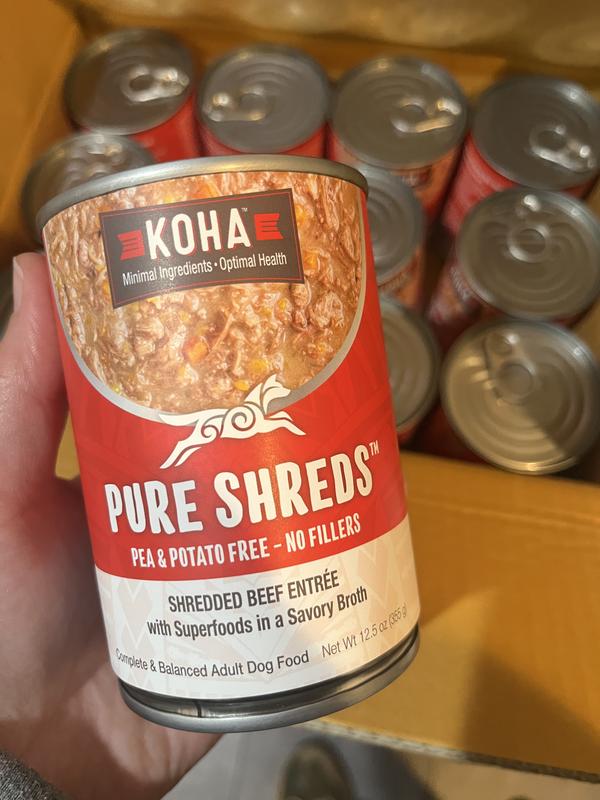 KOHA™
Minimal Ingredients • Optimal Health
PURE SHREDS™
PEA & POTATO FREE – NO FILLERS
SHREDDED BEEF ENTRÉE
with Superfoods in a Savory Broth
Complete & Balanced Adult Dog Food Net Wt 12.5 oz (355 g)